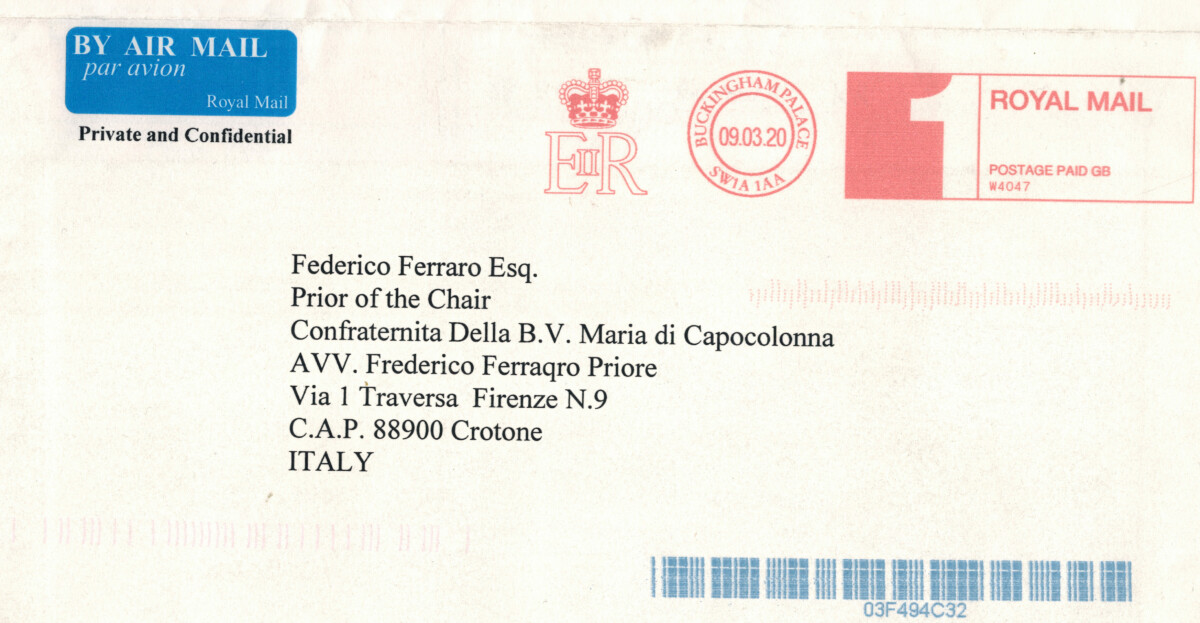 BY AIR MAIL
par avion
Royal Mail
Private and Confidential
EIIR
BUCKINGHAM PALACE
09.03.20
SW1A 1AA
1
ROYAL MAIL
POSTAGE PAID GB
W4047
Federico Ferraro Esq.
Prior of the Chair
Confraternita Della B.V. Maria di Capocolonna
AVV. Frederico Ferraqro Priore
Via 1 Traversa Firenze N.9
C.A.P. 88900 Crotone
ITALY
03F494C32